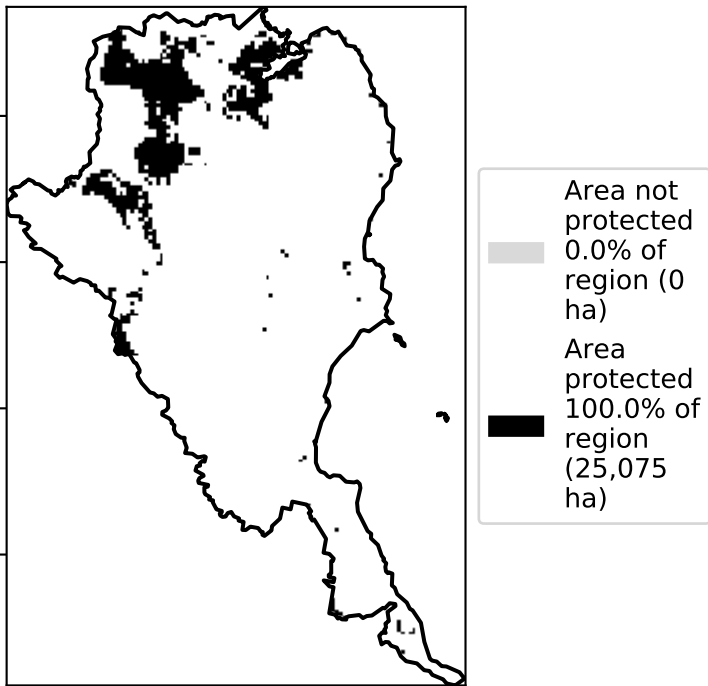 Area not
protected
0.0% of
region (0
ha)
Area
protected
100.0% of
region
(25,075
ha)